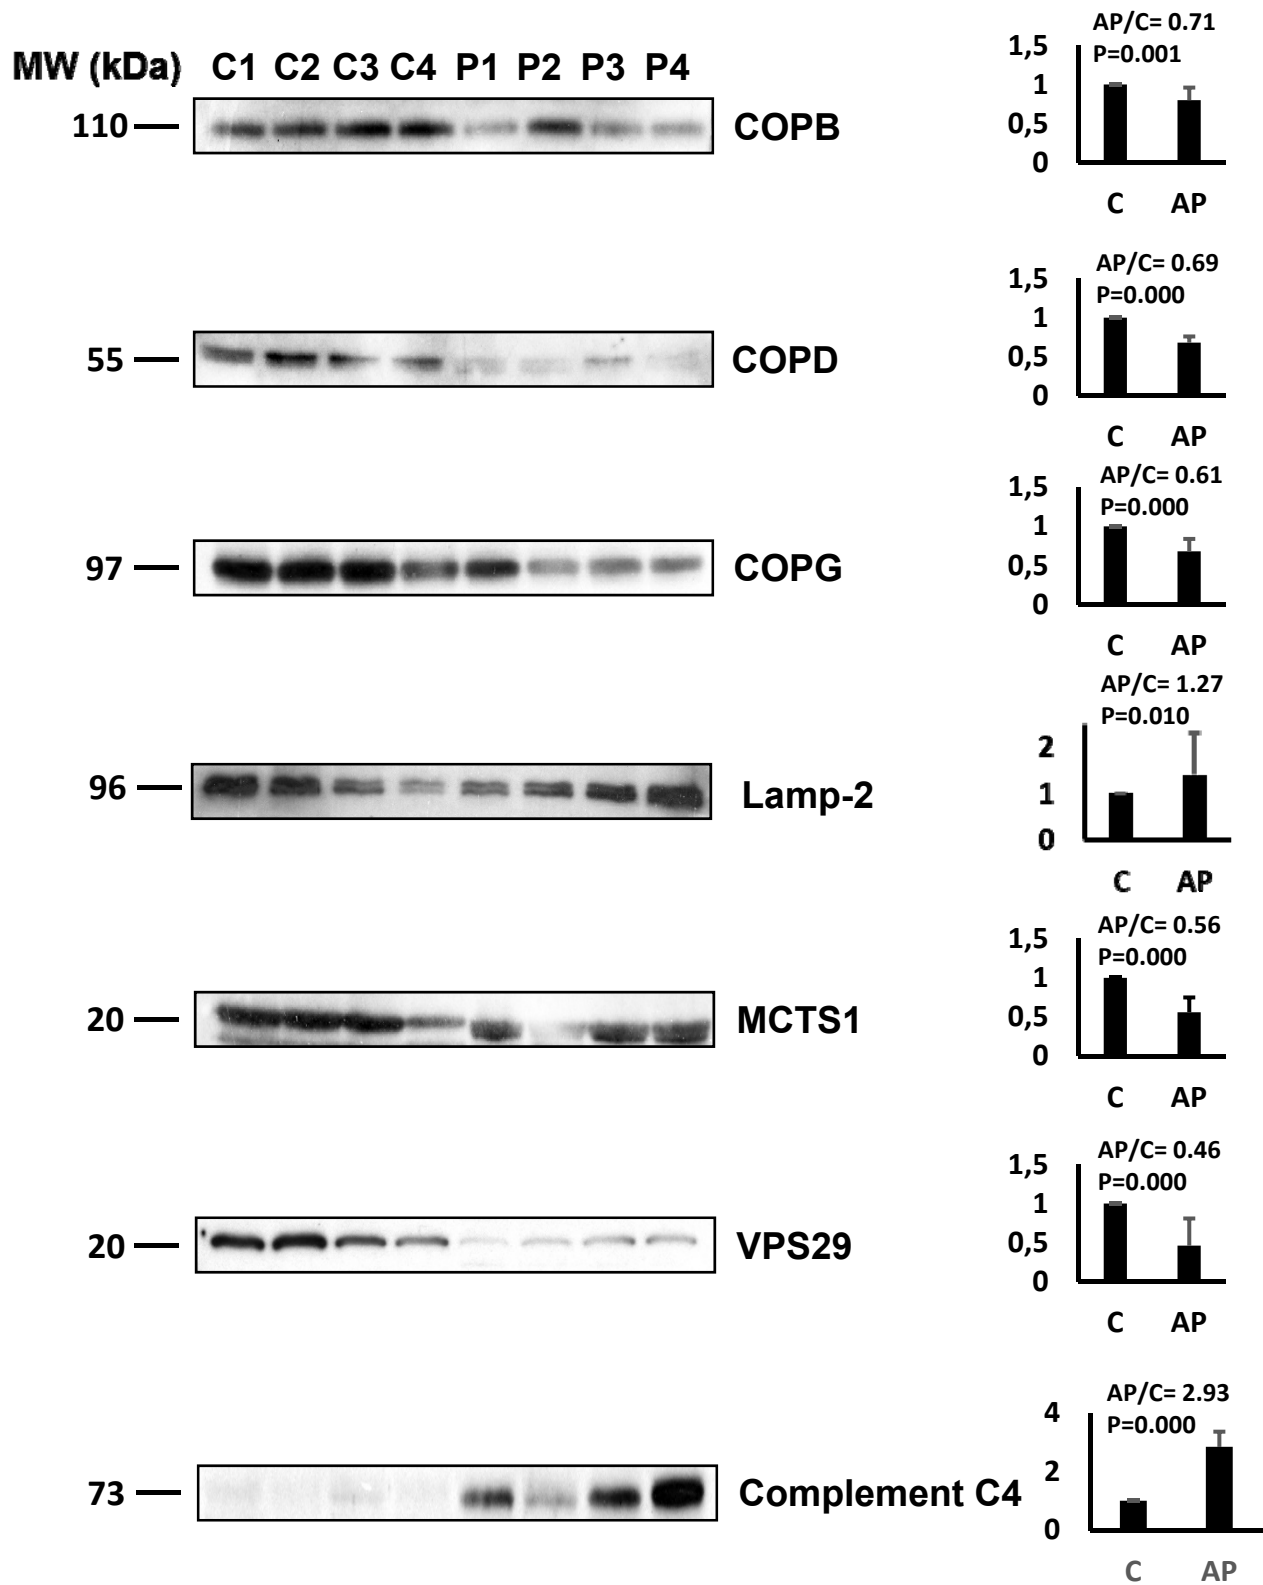 MW (kDa) C1 C2 C3 C4 P1 P2 P3 P4
110 COPB
AP/C= 0.71
P=0.001
1,5
1
0,5
0
C AP
55 COPD
AP/C= 0.69
P=0.000
1,5
1
0,5
0
C AP
97 COPG
AP/C= 0.61
P=0.000
1,5
1
0,5
0
C AP
96 Lamp-2
AP/C= 1.27
P=0.010
2
1
0
C AP
20 MCTS1
AP/C= 0.56
P=0.000
1,5
1
0,5
0
C AP
20 VPS29
AP/C= 0.46
P=0.000
1,5
1
0,5
0
C AP
73 Complement C4
AP/C= 2.93
P=0.000
4
2
0
C AP